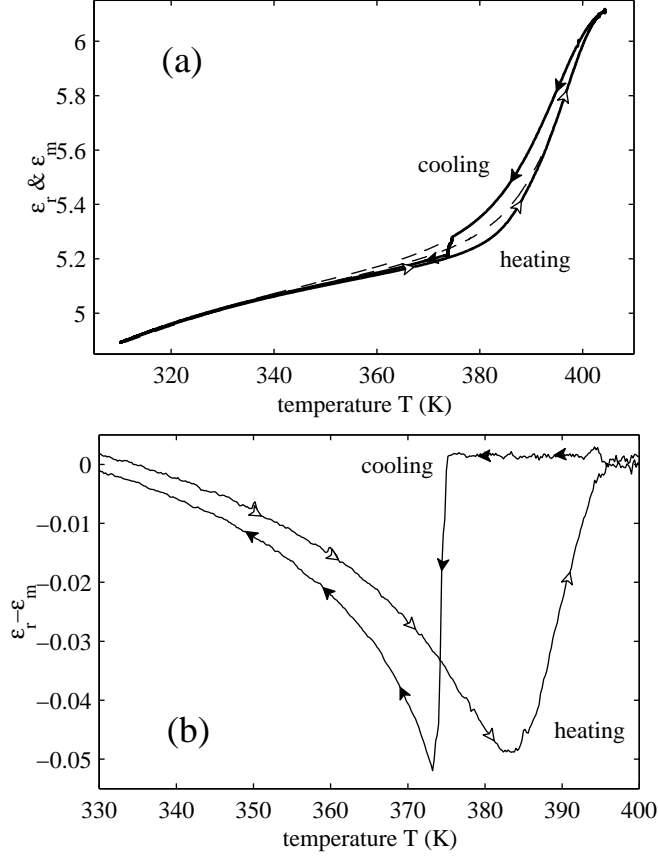 (a)
6
5.8
5.6
5.4
5.2
5
ε_r & ε_m
cooling
heating
320 340 360 380 400
temperature T (K)
0
−0.01
−0.02
−0.03
−0.04
−0.05
ε_r−ε_m
cooling
heating
(b)
330 340 350 360 370 380 390 400
temperature T (K)